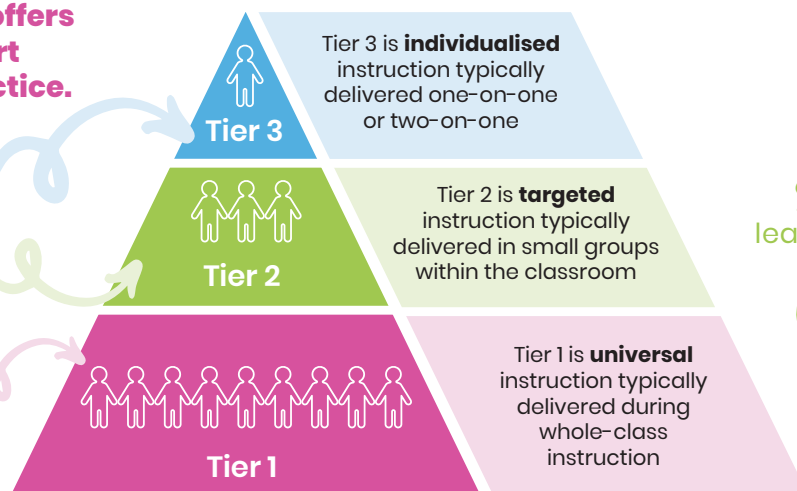 offers
rt
ctice.
Tier 3 is individualised
instruction typically
delivered one-on-one
or two-on-one
Tier 3
Tier 2 is targeted
instruction typically
delivered in small groups
within the classroom
Tier 2
lea
Tier 1 is universal
instruction typically
delivered during
whole-class
instruction
Tier 1